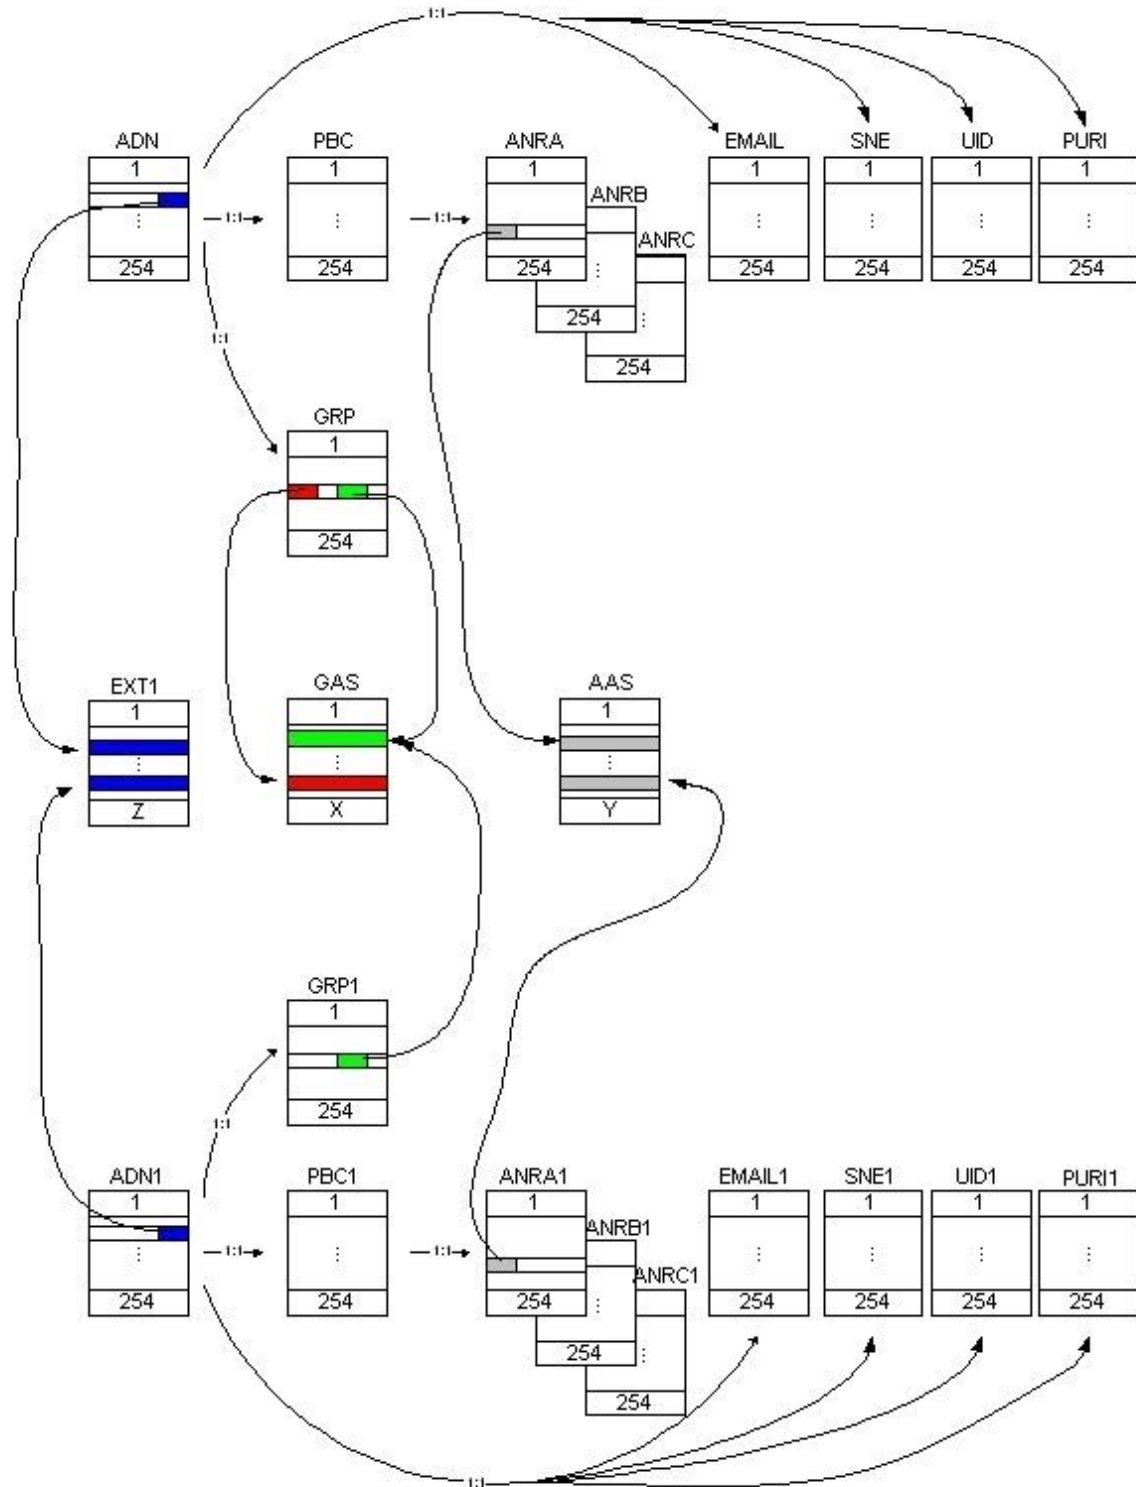 1:1
ADN
PBC
ANRA
EMAIL
SNE
UID
PURI
1
1
1
1
1
1
1
ANRB
1:1
1:1
⋮
⋮
⋮
⋮
⋮
⋮
ANRC
254
254
254
⋮
254
254
254
254
254
⋮
1:1
254
GRP
1
254
EXT1
GAS
AAS
1
1
1
⋮
⋮
⋮
Z
X
Y
GRP1
1
254
1:1
ADN1
PBC1
ANRA1
EMAIL1
SNE1
UID1
PURI1
1
1
1
1
1
1
1
ANRB1
1:1
1:1
⋮
⋮
⋮
⋮
⋮
⋮
ANRC1
254
254
254
⋮
254
254
254
254
254
⋮
254
1:1